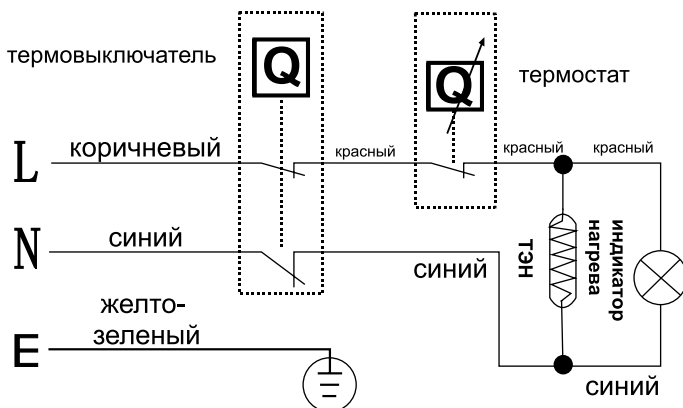 термовыключатель
Q
Q
термостат
L
коричневый
красный
красный
красный
N
синий
синий
ТЭН
индикатор
нагрева
E
желто-
зеленый
синий